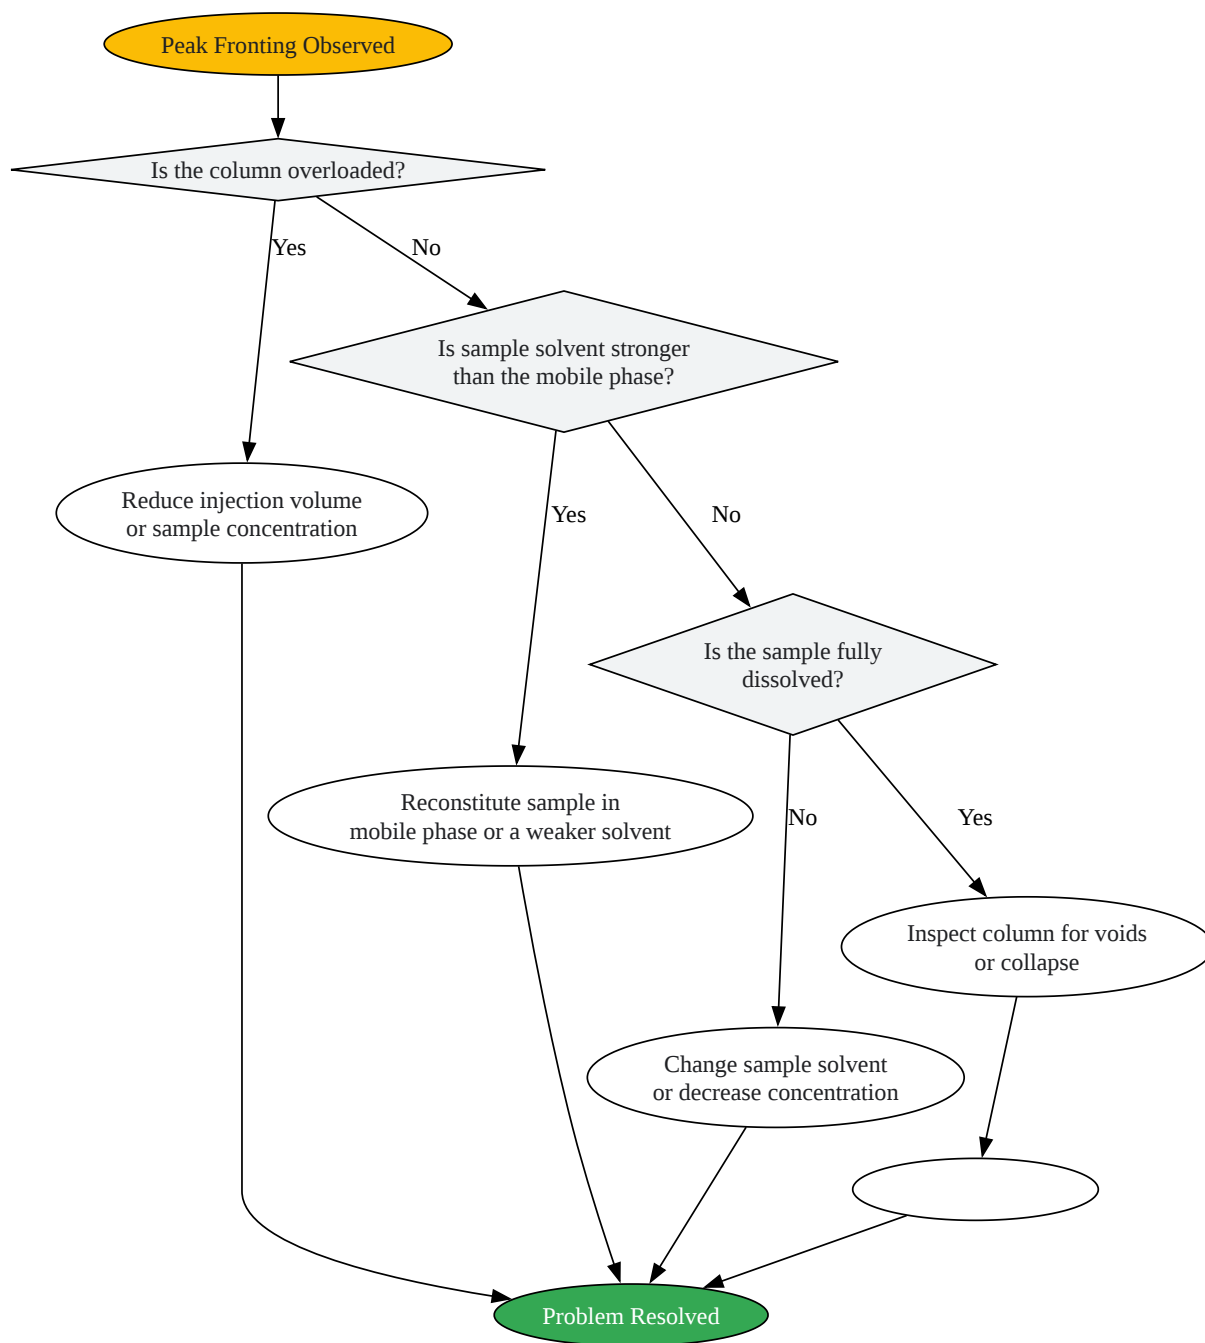 Peak Fronting Observed
Is the column overloaded?
Yes
No
Is sample solvent stronger
than the mobile phase?
Reduce injection volume
or sample concentration
Yes
No
Is the sample fully
dissolved?
Reconstitute sample in
mobile phase or a weaker solvent
No
Yes
Inspect column for voids
or collapse
Change sample solvent
or decrease concentration
Problem Resolved